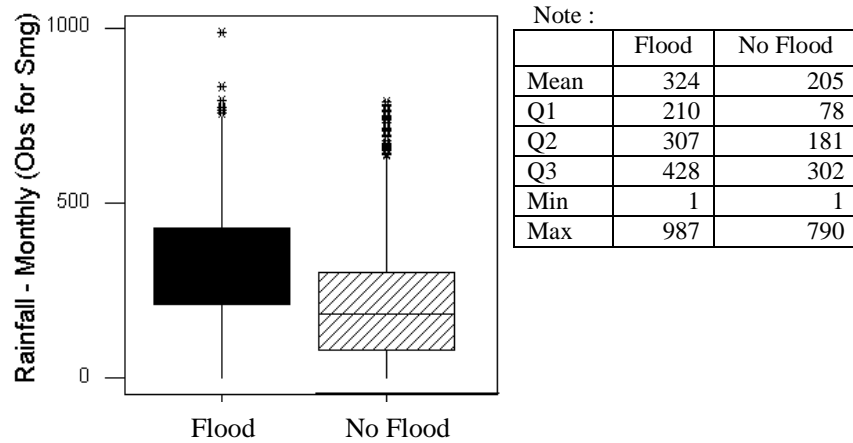 Rainfall - Monthly (Obs for Smg)
1000
500
0
Flood No Flood
Note :
Flood No Flood
Mean 324 205
Q1 210 78
Q2 307 181
Q3 428 302
Min 1 1
Max 987 790